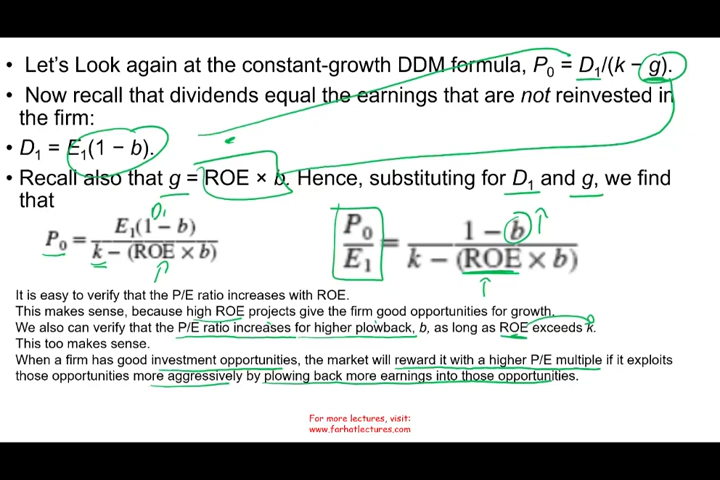 • Let's Look again at the constant-growth DDM formula, P₀ = D₁/(k − g).
• Now recall that dividends equal the earnings that are not reinvested in
the firm:
• D₁ = E₁(1 − b).
• Recall also that g = ROE × b. Hence, substituting for D₁ and g, we find
that
P₀ = E₁(1 − b) / k − (ROE × b)
P₀ / E₁ = 1 − b / k − (ROE × b)
It is easy to verify that the P/E ratio increases with ROE.
This makes sense, because high ROE projects give the firm good opportunities for growth.
We also can verify that the P/E ratio increases for higher plowback, b, as long as ROE exceeds k.
This too makes sense.
When a firm has good investment opportunities, the market will reward it with a higher P/E multiple if it exploits
those opportunities more aggressively by plowing back more earnings into those opportunities.
For more lectures, visit:
www.farhatlectures.com